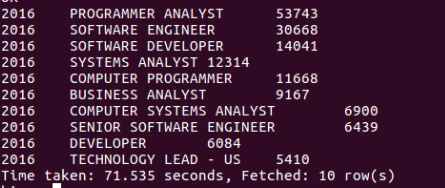 2016 PROGRAMMER ANALYST 53743
2016 SOFTWARE ENGINEER 30668
2016 SOFTWARE DEVELOPER 14041
2016 SYSTEMS ANALYST 12314
2016 COMPUTER PROGRAMMER 11668
2016 BUSINESS ANALYST 9167
2016 COMPUTER SYSTEMS ANALYST 6900
2016 SENIOR SOFTWARE ENGINEER 6439
2016 DEVELOPER 6084
2016 TECHNOLOGY LEAD - US 5410
Time taken: 71.535 seconds, Fetched: 10 row(s)